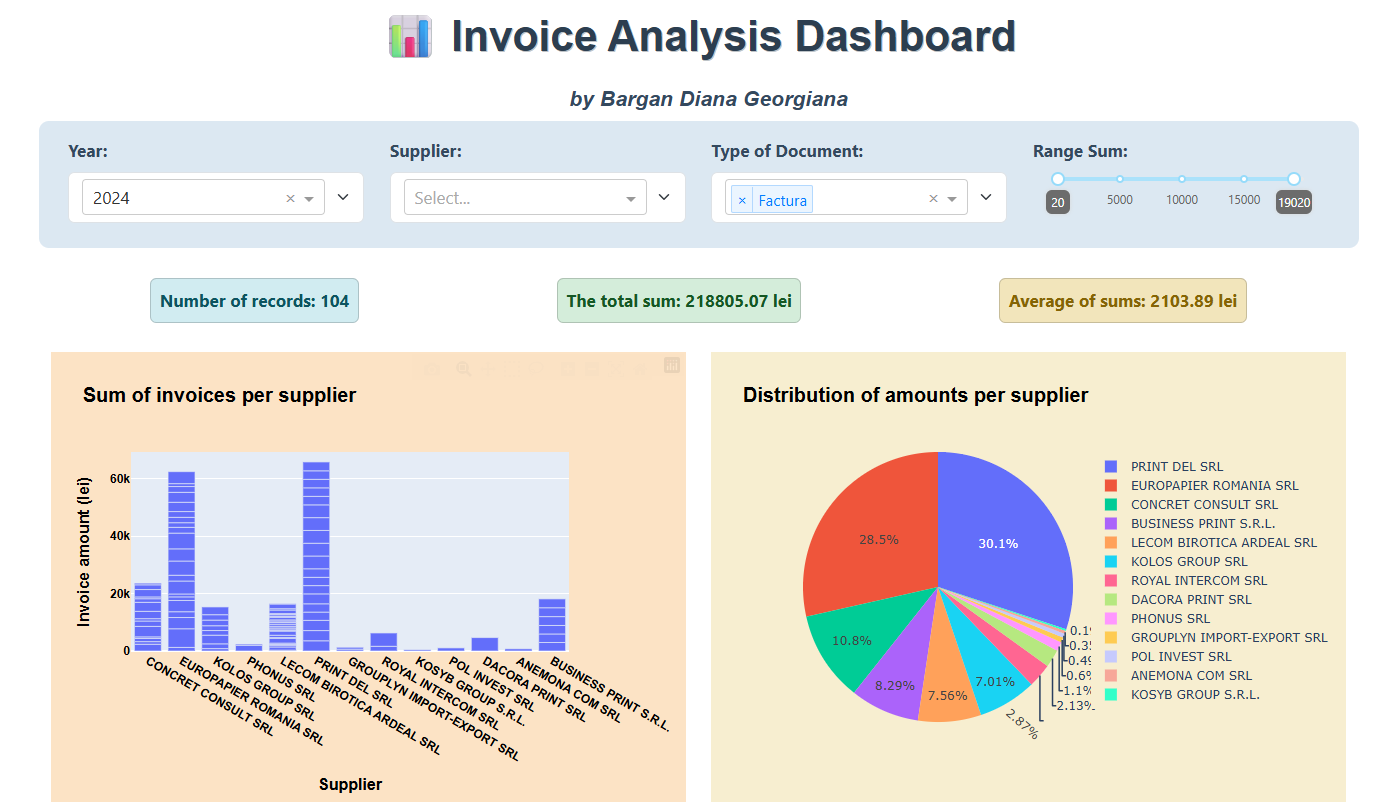 Invoice Analysis Dashboard
by Bargan Diana Georgiana
Year:
Supplier:
Type of Document:
Range Sum:
2024
Select...
× Factura
20
5000
10000
15000
19020
Number of records: 104
The total sum: 218805.07 lei
Average of sums: 2103.89 lei
Sum of invoices per supplier
Invoice amount (lei)
60k
40k
20k
0
CONCRET CONSULT SRL
EUROPAPIER ROMANIA SRL
KOLOS GROUP SRL
PHONUS SRL
LECOM BIROTICA ARDEAL SRL
PRINT DEL SRL
GROUPLYN IMPORT-EXPORT SRL
ROYAL INTERCOM SRL
KOSYB GROUP S.R.L.
POL INVEST SRL
DACORA PRINT SRL
ANEMONA COM SRL
BUSINESS PRINT S.R.L.
Supplier
Distribution of amounts per supplier
30.1%
28.5%
10.8%
8.29%
7.56%
7.01%
2.87%
2.13%
1.1%
0.6%
0.49
0.35
0.1
PRINT DEL SRL
EUROPAPIER ROMANIA SRL
CONCRET CONSULT SRL
BUSINESS PRINT S.R.L.
LECOM BIROTICA ARDEAL SRL
KOLOS GROUP SRL
ROYAL INTERCOM SRL
DACORA PRINT SRL
PHONUS SRL
GROUPLYN IMPORT-EXPORT SRL
POL INVEST SRL
ANEMONA COM SRL
KOSYB GROUP S.R.L.